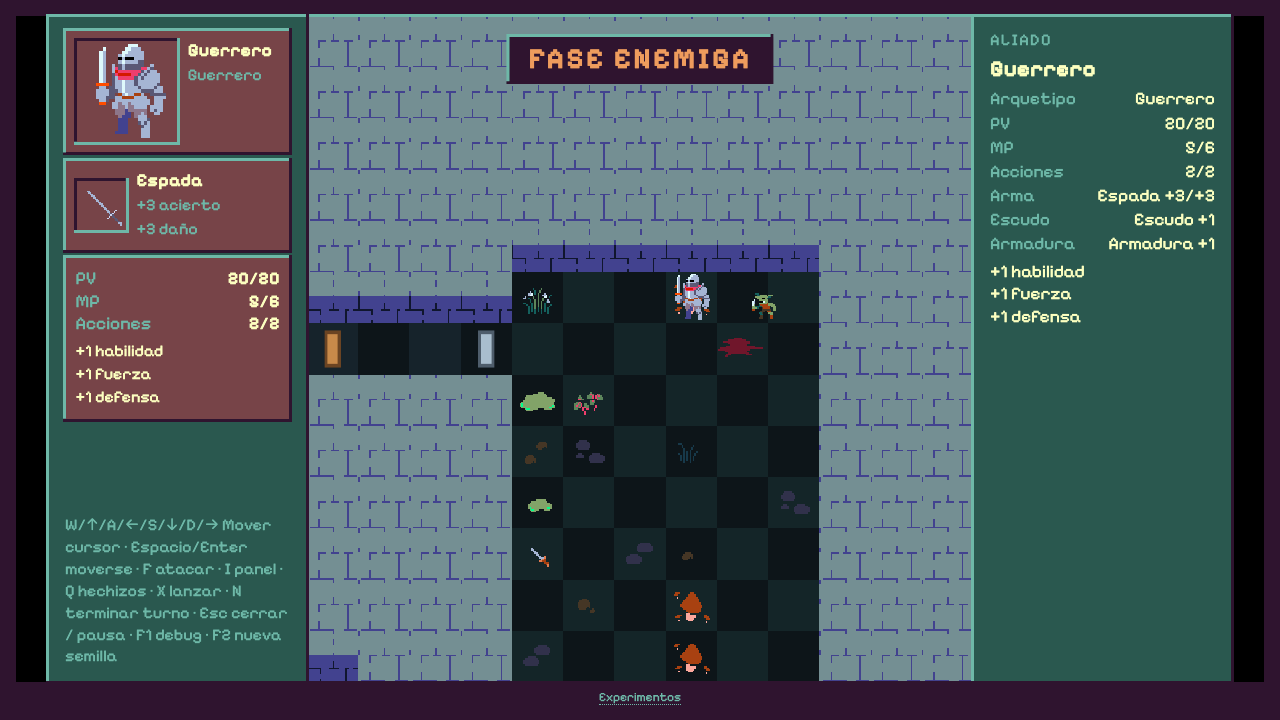 Guerrero
Guerrero
Espada
+3 acierto
+3 daño
PV 20/20
MP 5/6
Acciones 2/2
+1 habilidad
+1 fuerza
+1 defensa
W/↑/A/←/S/↓/D/→ Mover
cursor · Espacio/Enter
moverse · F atacar · I panel ·
Q hechizos · X lanzar · N
terminar turno · Esc cerrar
/ pausa · F1 debug · F2 nueva
semilla
FASE ENEMIGA
ALIADO
Guerrero
Arquetipo Guerrero
PV 20/20
MP 5/6
Acciones 2/2
Arma Espada +3/+3
Escudo Escudo +1
Armadura Armadura +1
+1 habilidad
+1 fuerza
+1 defensa
Experimentos